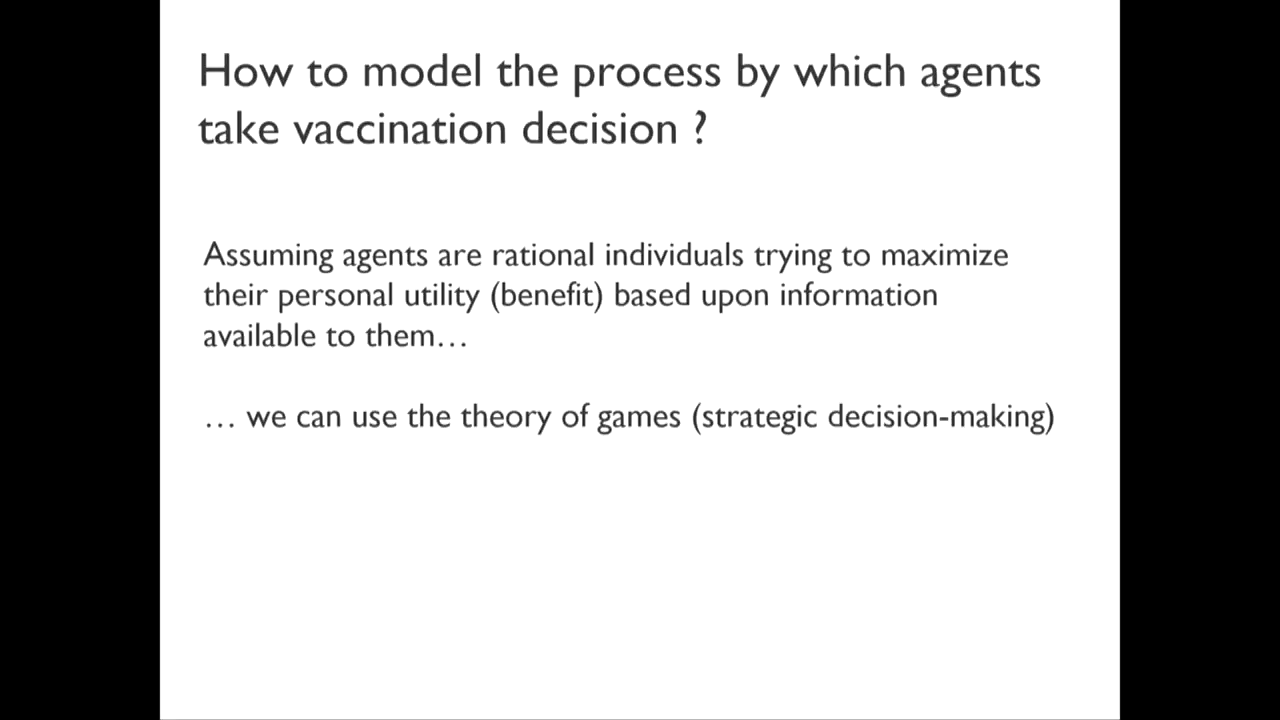 How to model the process by which agents
take vaccination decision ?
Assuming agents are rational individuals trying to maximize
their personal utility (benefit) based upon information
available to them…
… we can use the theory of games (strategic decision-making)